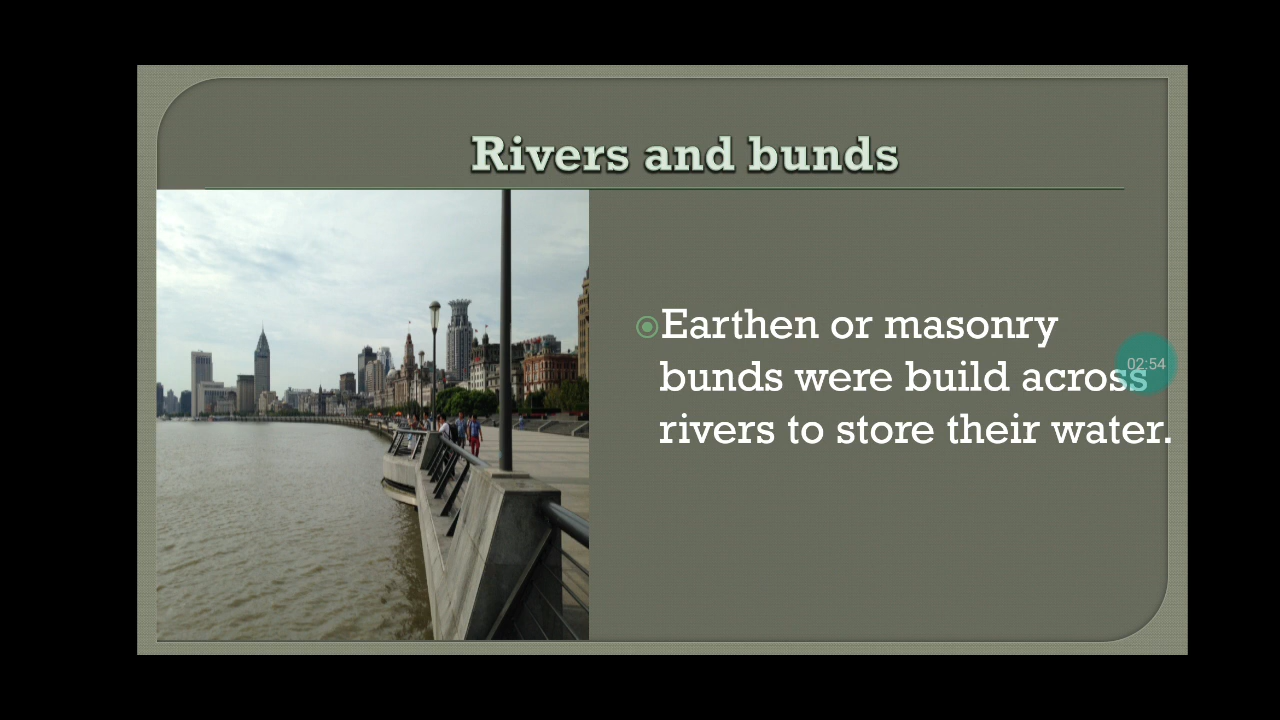 Rivers and bunds
Earthen or masonry
bunds were build across
rivers to store their water.
02:54